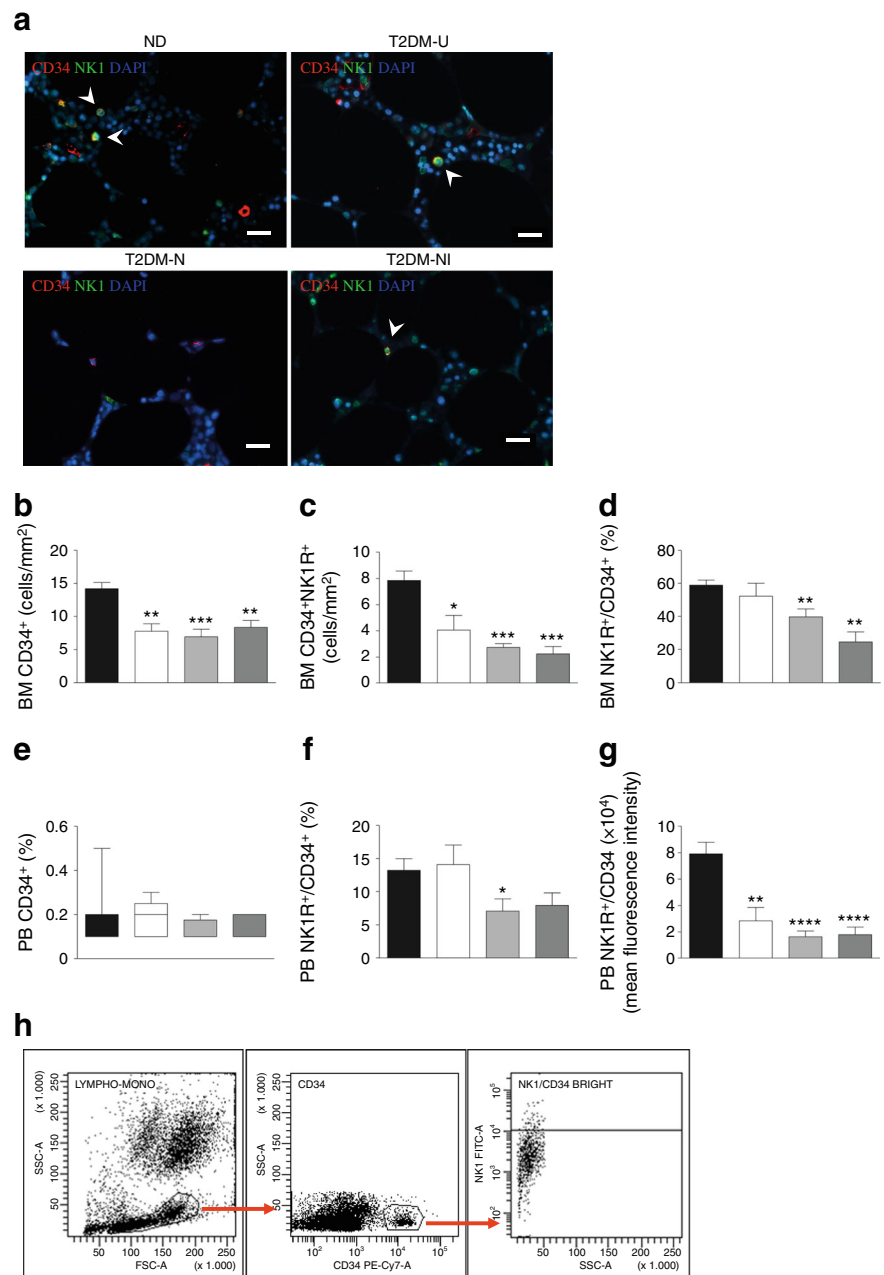 a
ND
T2DM-U
CD34 NK1 DAPI
CD34 NK1 DAPI
T2DM-N
T2DM-NI
CD34 NK1 DAPI
CD34 NK1 DAPI
b
BM CD34⁺ (cells/mm²)
20
15
10
5
0
**
***
**
c
BM CD34⁺NK1R⁺
(cells/mm²)
8
6
4
2
0
*
***
***
d
BM NK1R⁺/CD34⁺ (%)
80
60
40
20
0
**
**
e
PB CD34⁺ (%)
0.6
0.4
0.2
0
f
PB NK1R⁺/CD34⁺ (%)
20
15
10
5
0
*
g
PB NK1R⁺/CD34 (×10⁴)
(mean fluorescence intensity)
10
8
6
4
2
0
**
****
****
h
LYMPHO-MONO
SSC-A
(x 1.000)
250
200
150
100
50
50 100 150 200 250
FSC-A
(x 1.000)
CD34
SSC-A
(x 1.000)
250
200
150
100
50
10² 10³ 10⁴ 10⁵
CD34 PE-Cy7-A
NK1/CD34 BRIGHT
NK1 FITC-A
10⁵
10⁴
10³
10²
50 100 150 200 250
SSC-A
(x 1.000)